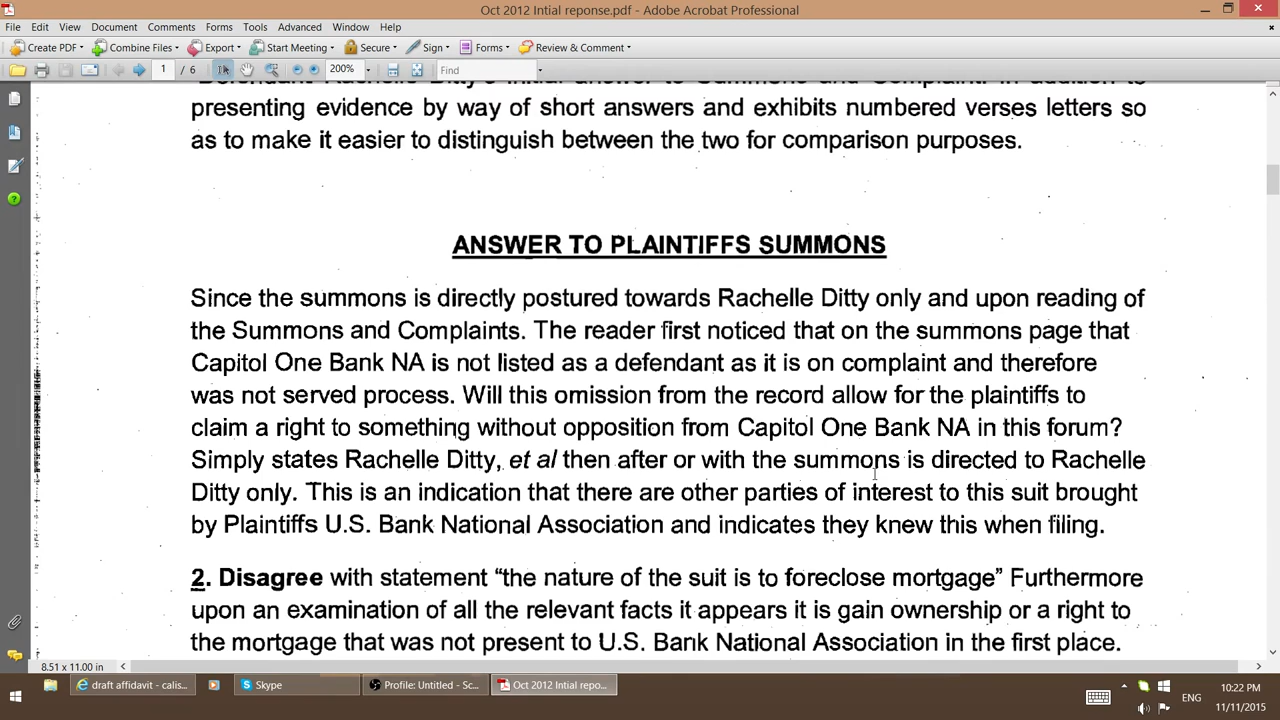 Oct 2012 Intial reponse.pdf - Adobe Acrobat Professional
File Edit View Document Comments Forms Tools Advanced Window Help
Create PDF Combine Files Export Start Meeting Secure Sign Forms Review & Comment
1 / 6 200% Find
presenting evidence by way of short answers and exhibits numbered verses letters so
as to make it easier to distinguish between the two for comparison purposes.
ANSWER TO PLAINTIFFS SUMMONS
Since the summons is directly postured towards Rachelle Ditty only and upon reading of
the Summons and Complaints. The reader first noticed that on the summons page that
Capitol One Bank NA is not listed as a defendant as it is on complaint and therefore
was not served process. Will this omission from the record allow for the plaintiffs to
claim a right to something without opposition from Capitol One Bank NA in this forum?
Simply states Rachelle Ditty, et al then after or with the summons is directed to Rachelle
Ditty only. This is an indication that there are other parties of interest to this suit brought
by Plaintiffs U.S. Bank National Association and indicates they knew this when filing.
2. Disagree with statement “the nature of the suit is to foreclose mortgage” Furthermore
upon an examination of all the relevant facts it appears it is gain ownership or a right to
the mortgage that was not present to U.S. Bank National Association in the first place.
8.51 x 11.00 in
draft affidavit - calis... Skype Profile: Untitled - Sc... Oct 2012 Intial repo... ENG 10:22 PM
11/11/2015